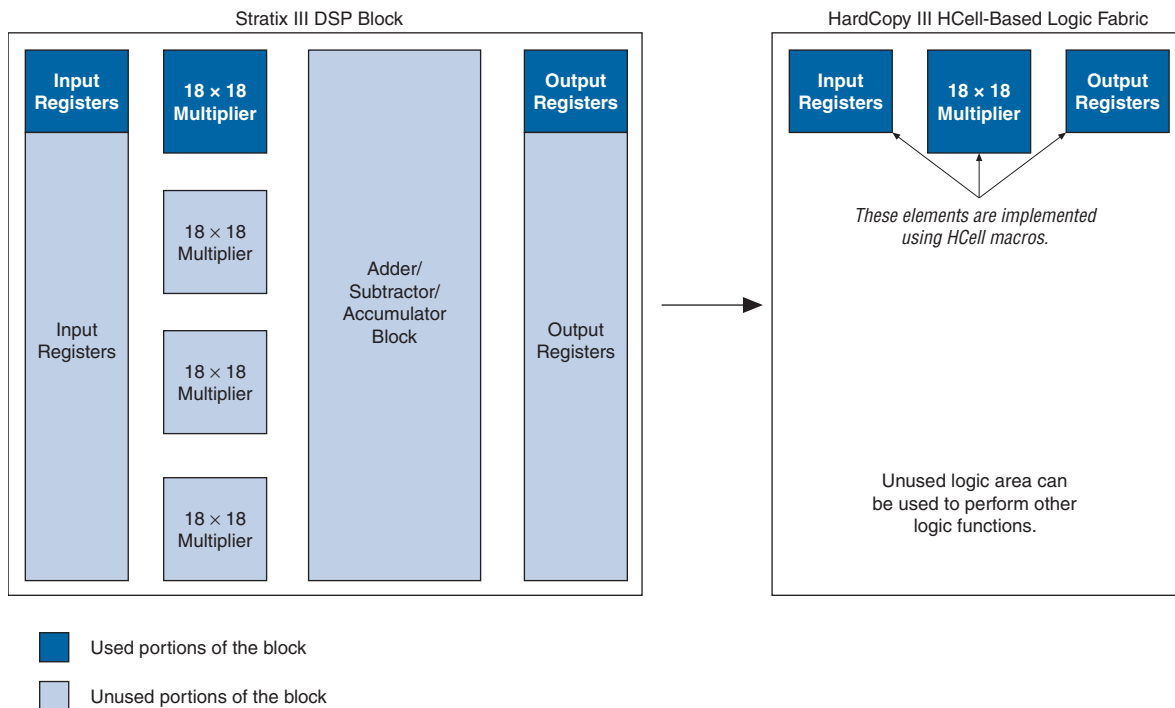 Stratix III DSP Block
HardCopy III HCell-Based Logic Fabric
Input
Registers
18 × 18
Multiplier
Output
Registers
18 × 18
Multiplier
Adder/
Subtractor/
Accumulator
Block
Input
Registers
Output
Registers
18 × 18
Multiplier
18 × 18
Multiplier
Input
Registers
18 × 18
Multiplier
Output
Registers
These elements are implemented
using HCell macros.
Unused logic area can
be used to perform other
logic functions.
Used portions of the block
Unused portions of the block